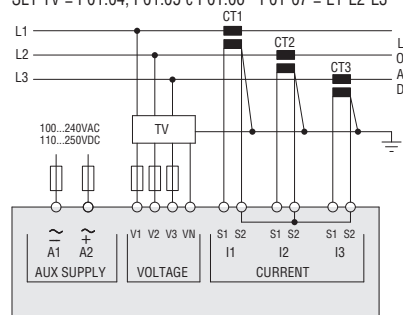 SET TV = P01.04, P01.05 e P01.06 - P01-07 = L1-L2-L3
CT1
L1
CT2
L2
CT3
L3
L
O
A
D
100...240VAC
110...250VDC
TV
V1 V2 V3 VN
S1 S2
S1 S2
S1 S2
A1
A2
I1
I2
I3
AUX SUPPLY
VOLTAGE
CURRENT